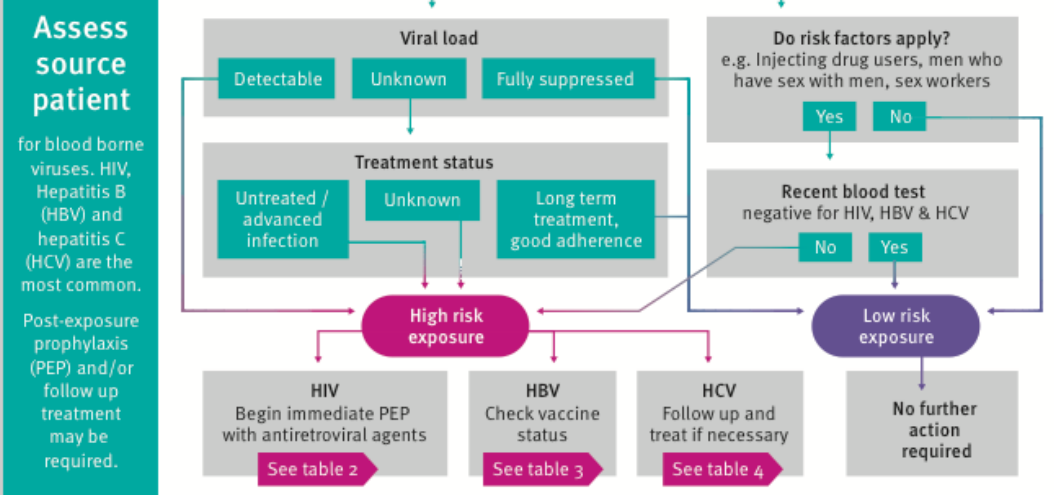 Assess
source
patient
for blood borne
viruses. HIV,
Hepatitis B
(HBV) and
hepatitis C
(HCV) are the
most common.
Post-exposure
prophylaxis
(PEP) and/or
follow up
treatment
may be
required.
Viral load
Detectable
Unknown
Fully suppressed
Treatment status
Untreated /
advanced
infection
Unknown
Long term
treatment,
good adherence
Do risk factors apply?
e.g. Injecting drug users, men who
have sex with men, sex workers
Yes
No
Recent blood test
negative for HIV, HBV & HCV
No
Yes
High risk
exposure
Low risk
exposure
HIV
Begin immediate PEP
with antiretroviral agents
See table 2
HBV
Check vaccine
status
See table 3
HCV
Follow up and
treat if necessary
See table 4
No further
action
required